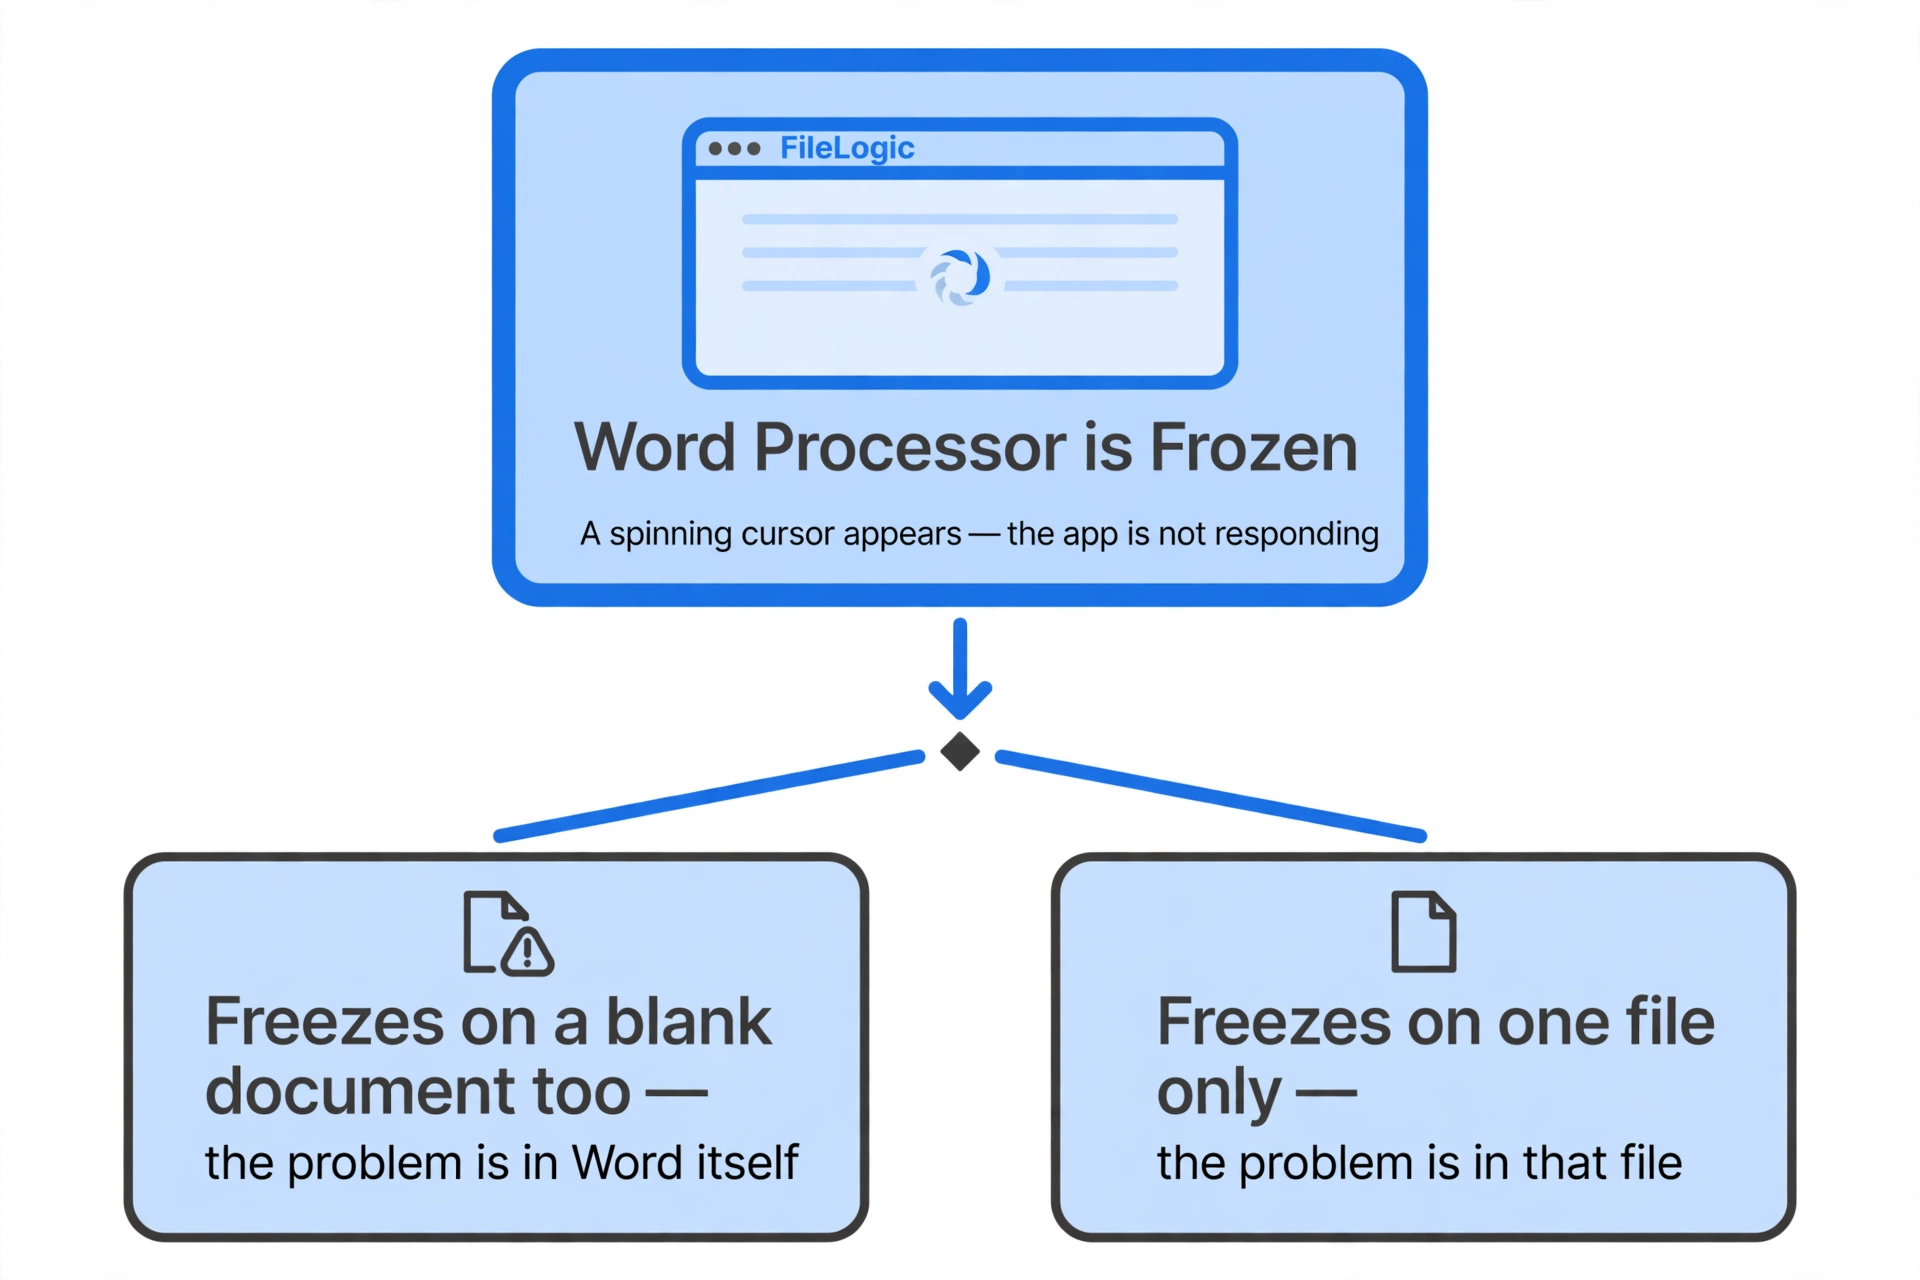 FileLogic
Word Processor is Frozen
A spinning cursor appears — the app is not responding
Freezes on a blank
document too —
the problem is in Word itself
Freezes on one file
only —
the problem is in that file